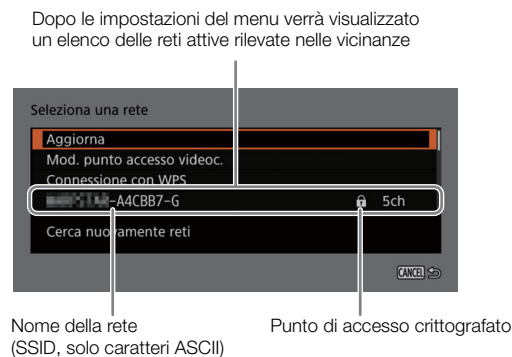 Dopo le impostazioni del menu verrà visualizzato
un elenco delle reti attive rilevate nelle vicinanze
Seleziona una rete
Aggiorna
Mod. punto accesso videoc.
Connessione con WPS
-A4CBB7-G 5ch
Cerca nuovamente reti
CANCEL
Nome della rete
(SSID, solo caratteri ASCII)
Punto di accesso crittografato